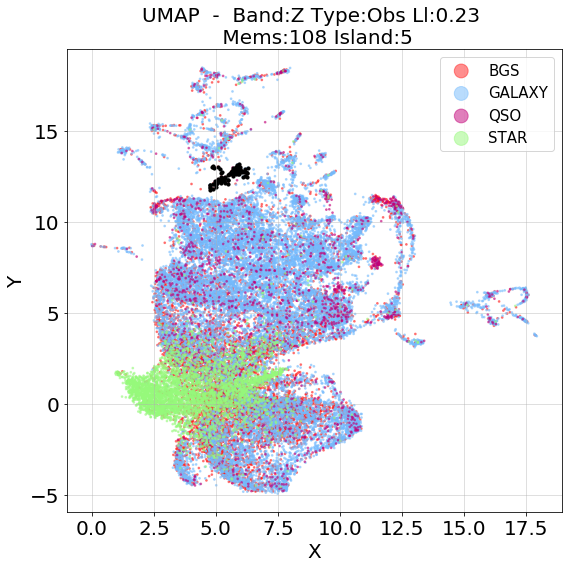 UMAP - Band:Z Type:Obs Ll:0.23
Mems:108 Island:5
BGS
GALAXY
QSO
STAR
Y
15
10
5
0
−5
0.0 2.5 5.0 7.5 10.0 12.5 15.0 17.5
X